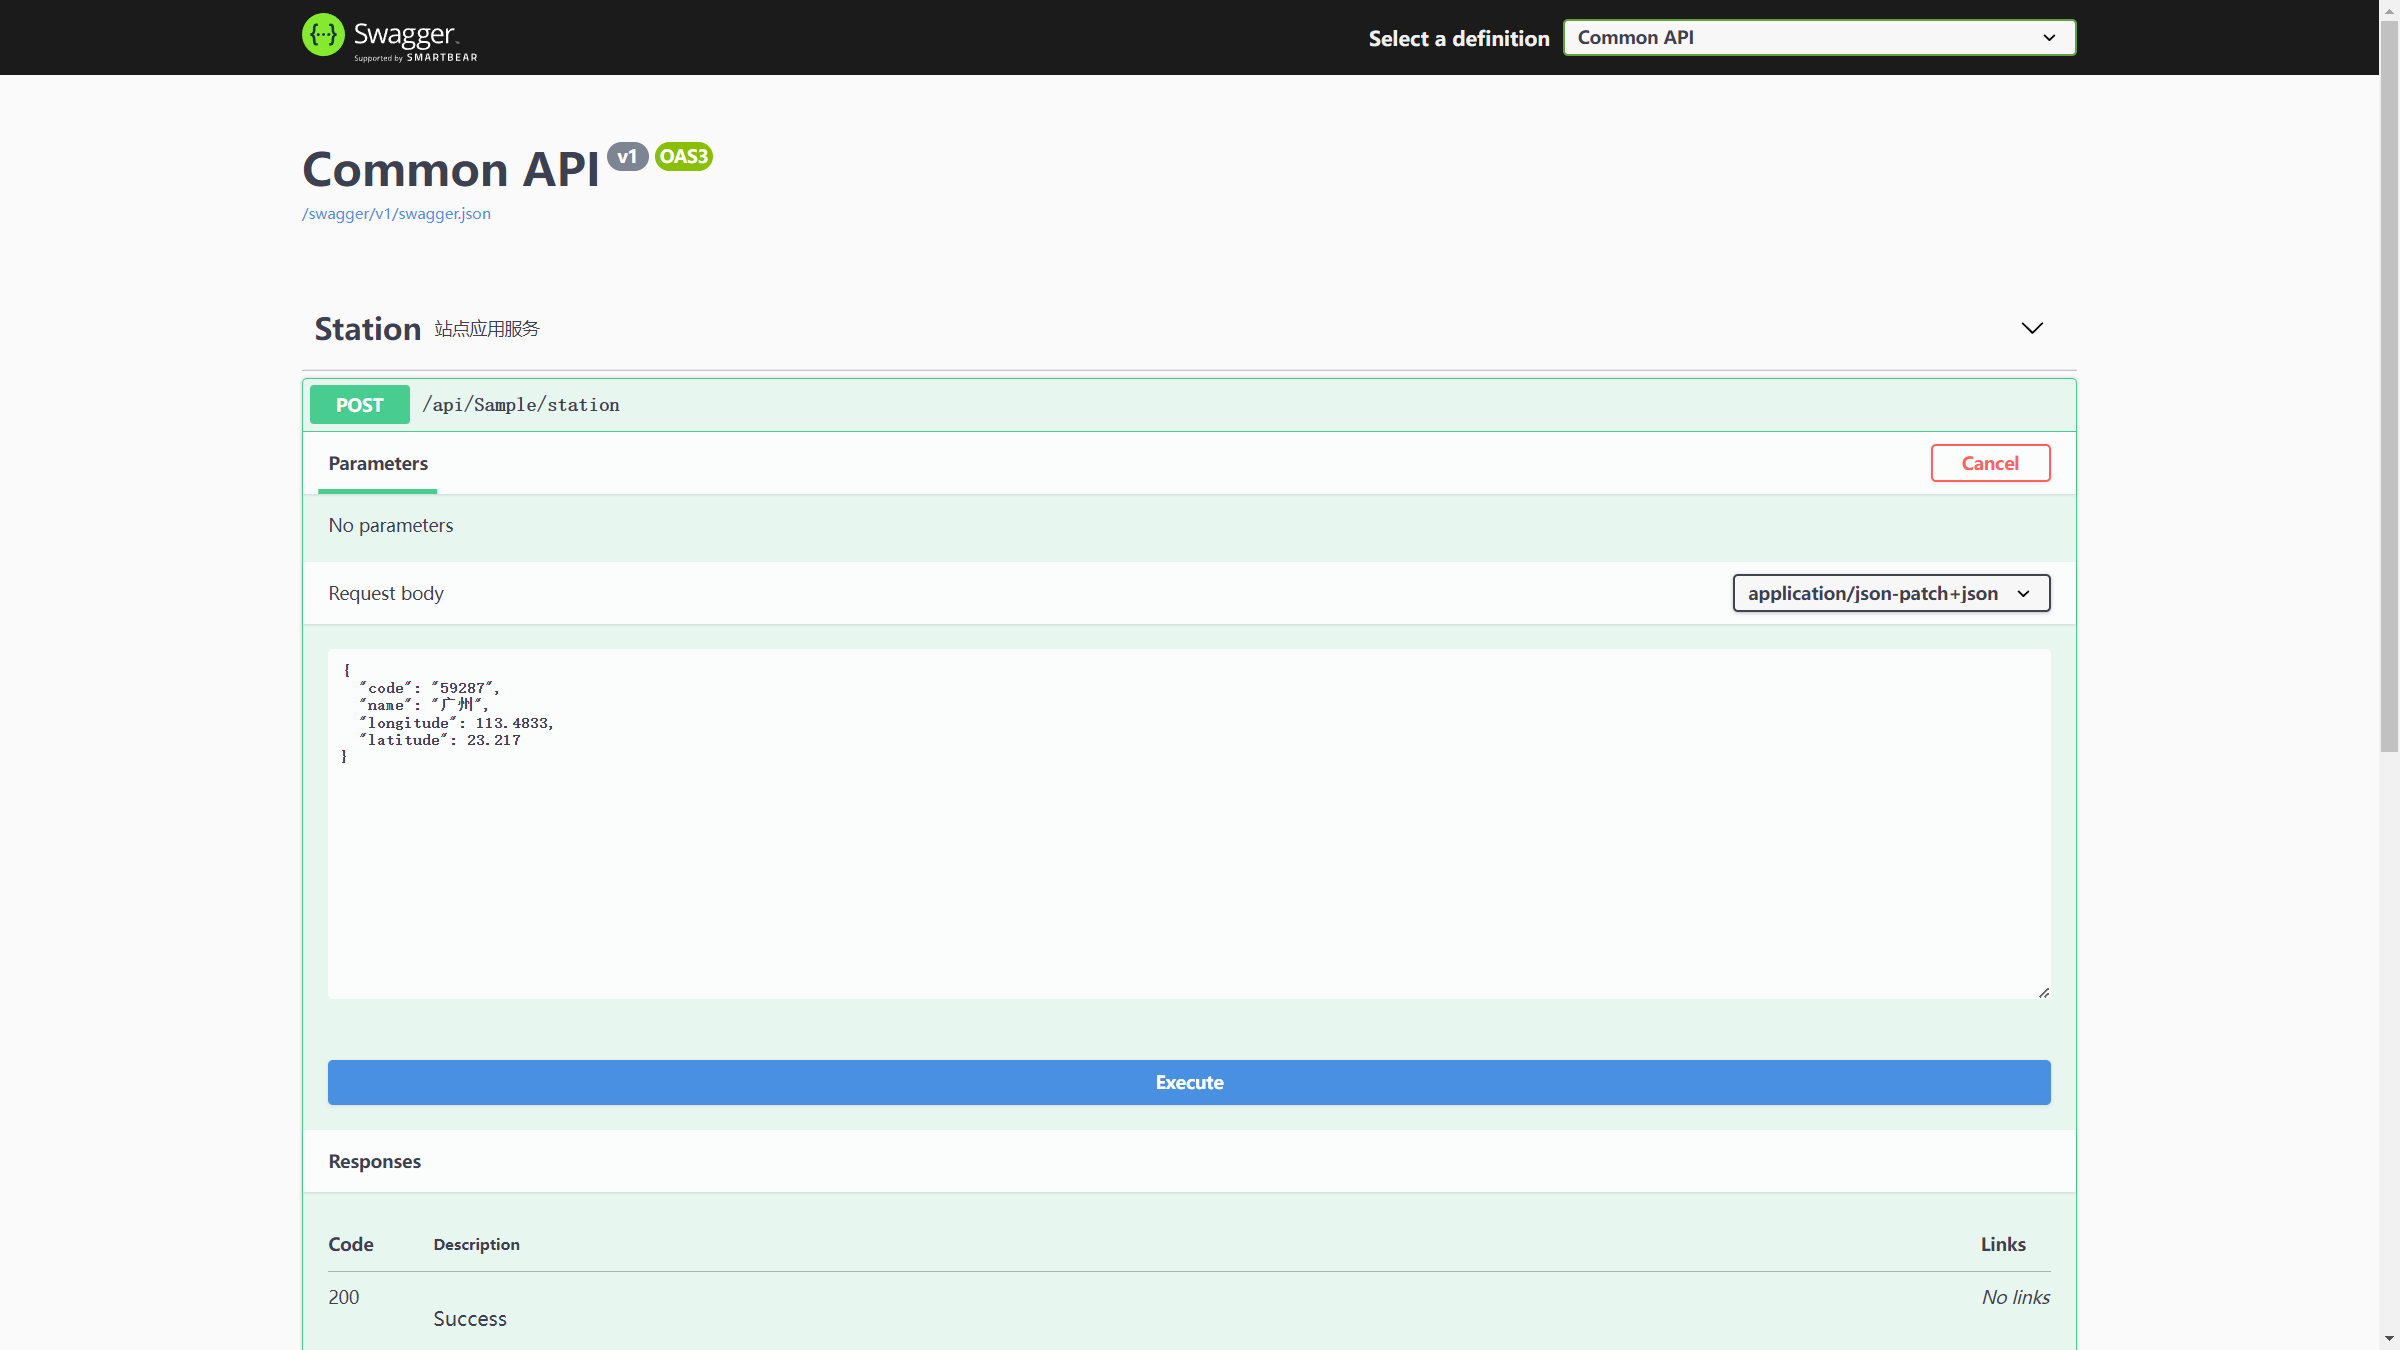 Swagger
Supported by SMARTBEAR
Select a definition
Common API
Common API v1 OAS3
/swagger/v1/swagger.json
Station 站点应用服务
POST /api/Sample/station
Parameters
Cancel
No parameters
Request body
application/json-patch+json
{
"code": "59287",
"name": "广州",
"longitude": 113.4833,
"latitude": 23.217
}
Execute
Responses
Code Description Links
200 No links
Success